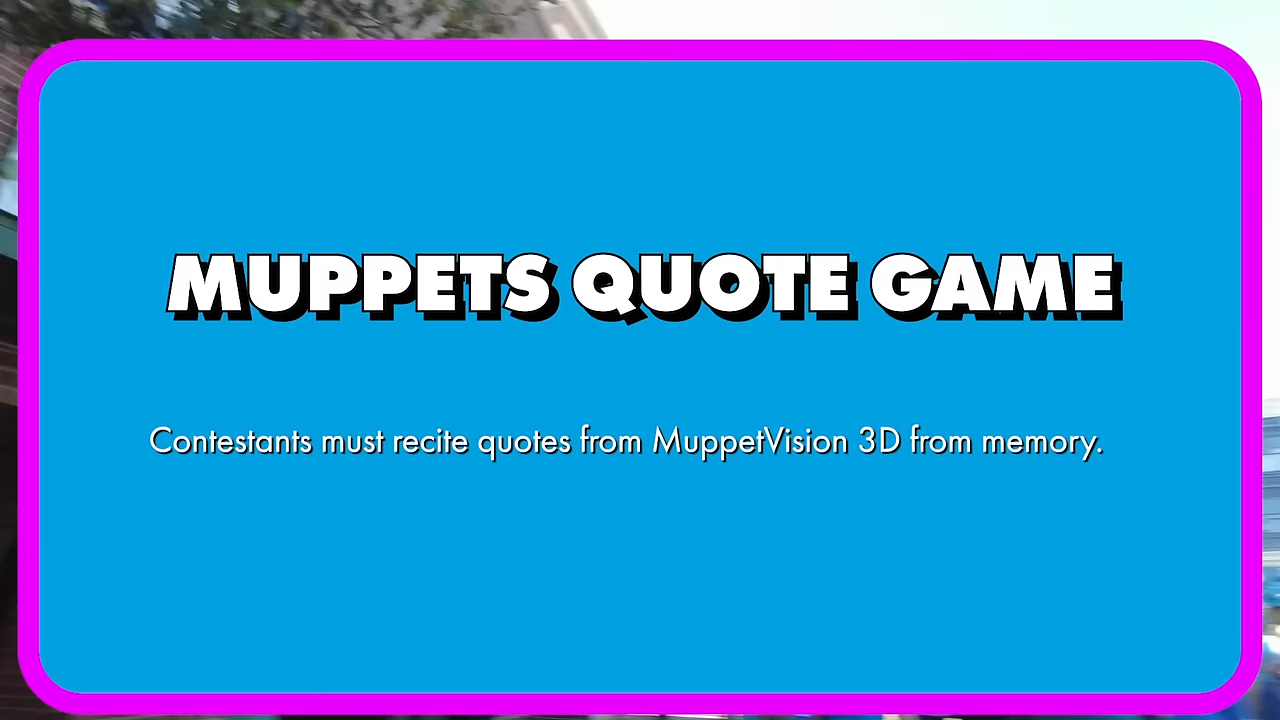 MUPPETS QUOTE GAME
Contestants must recite quotes from MuppetVision 3D from memory.